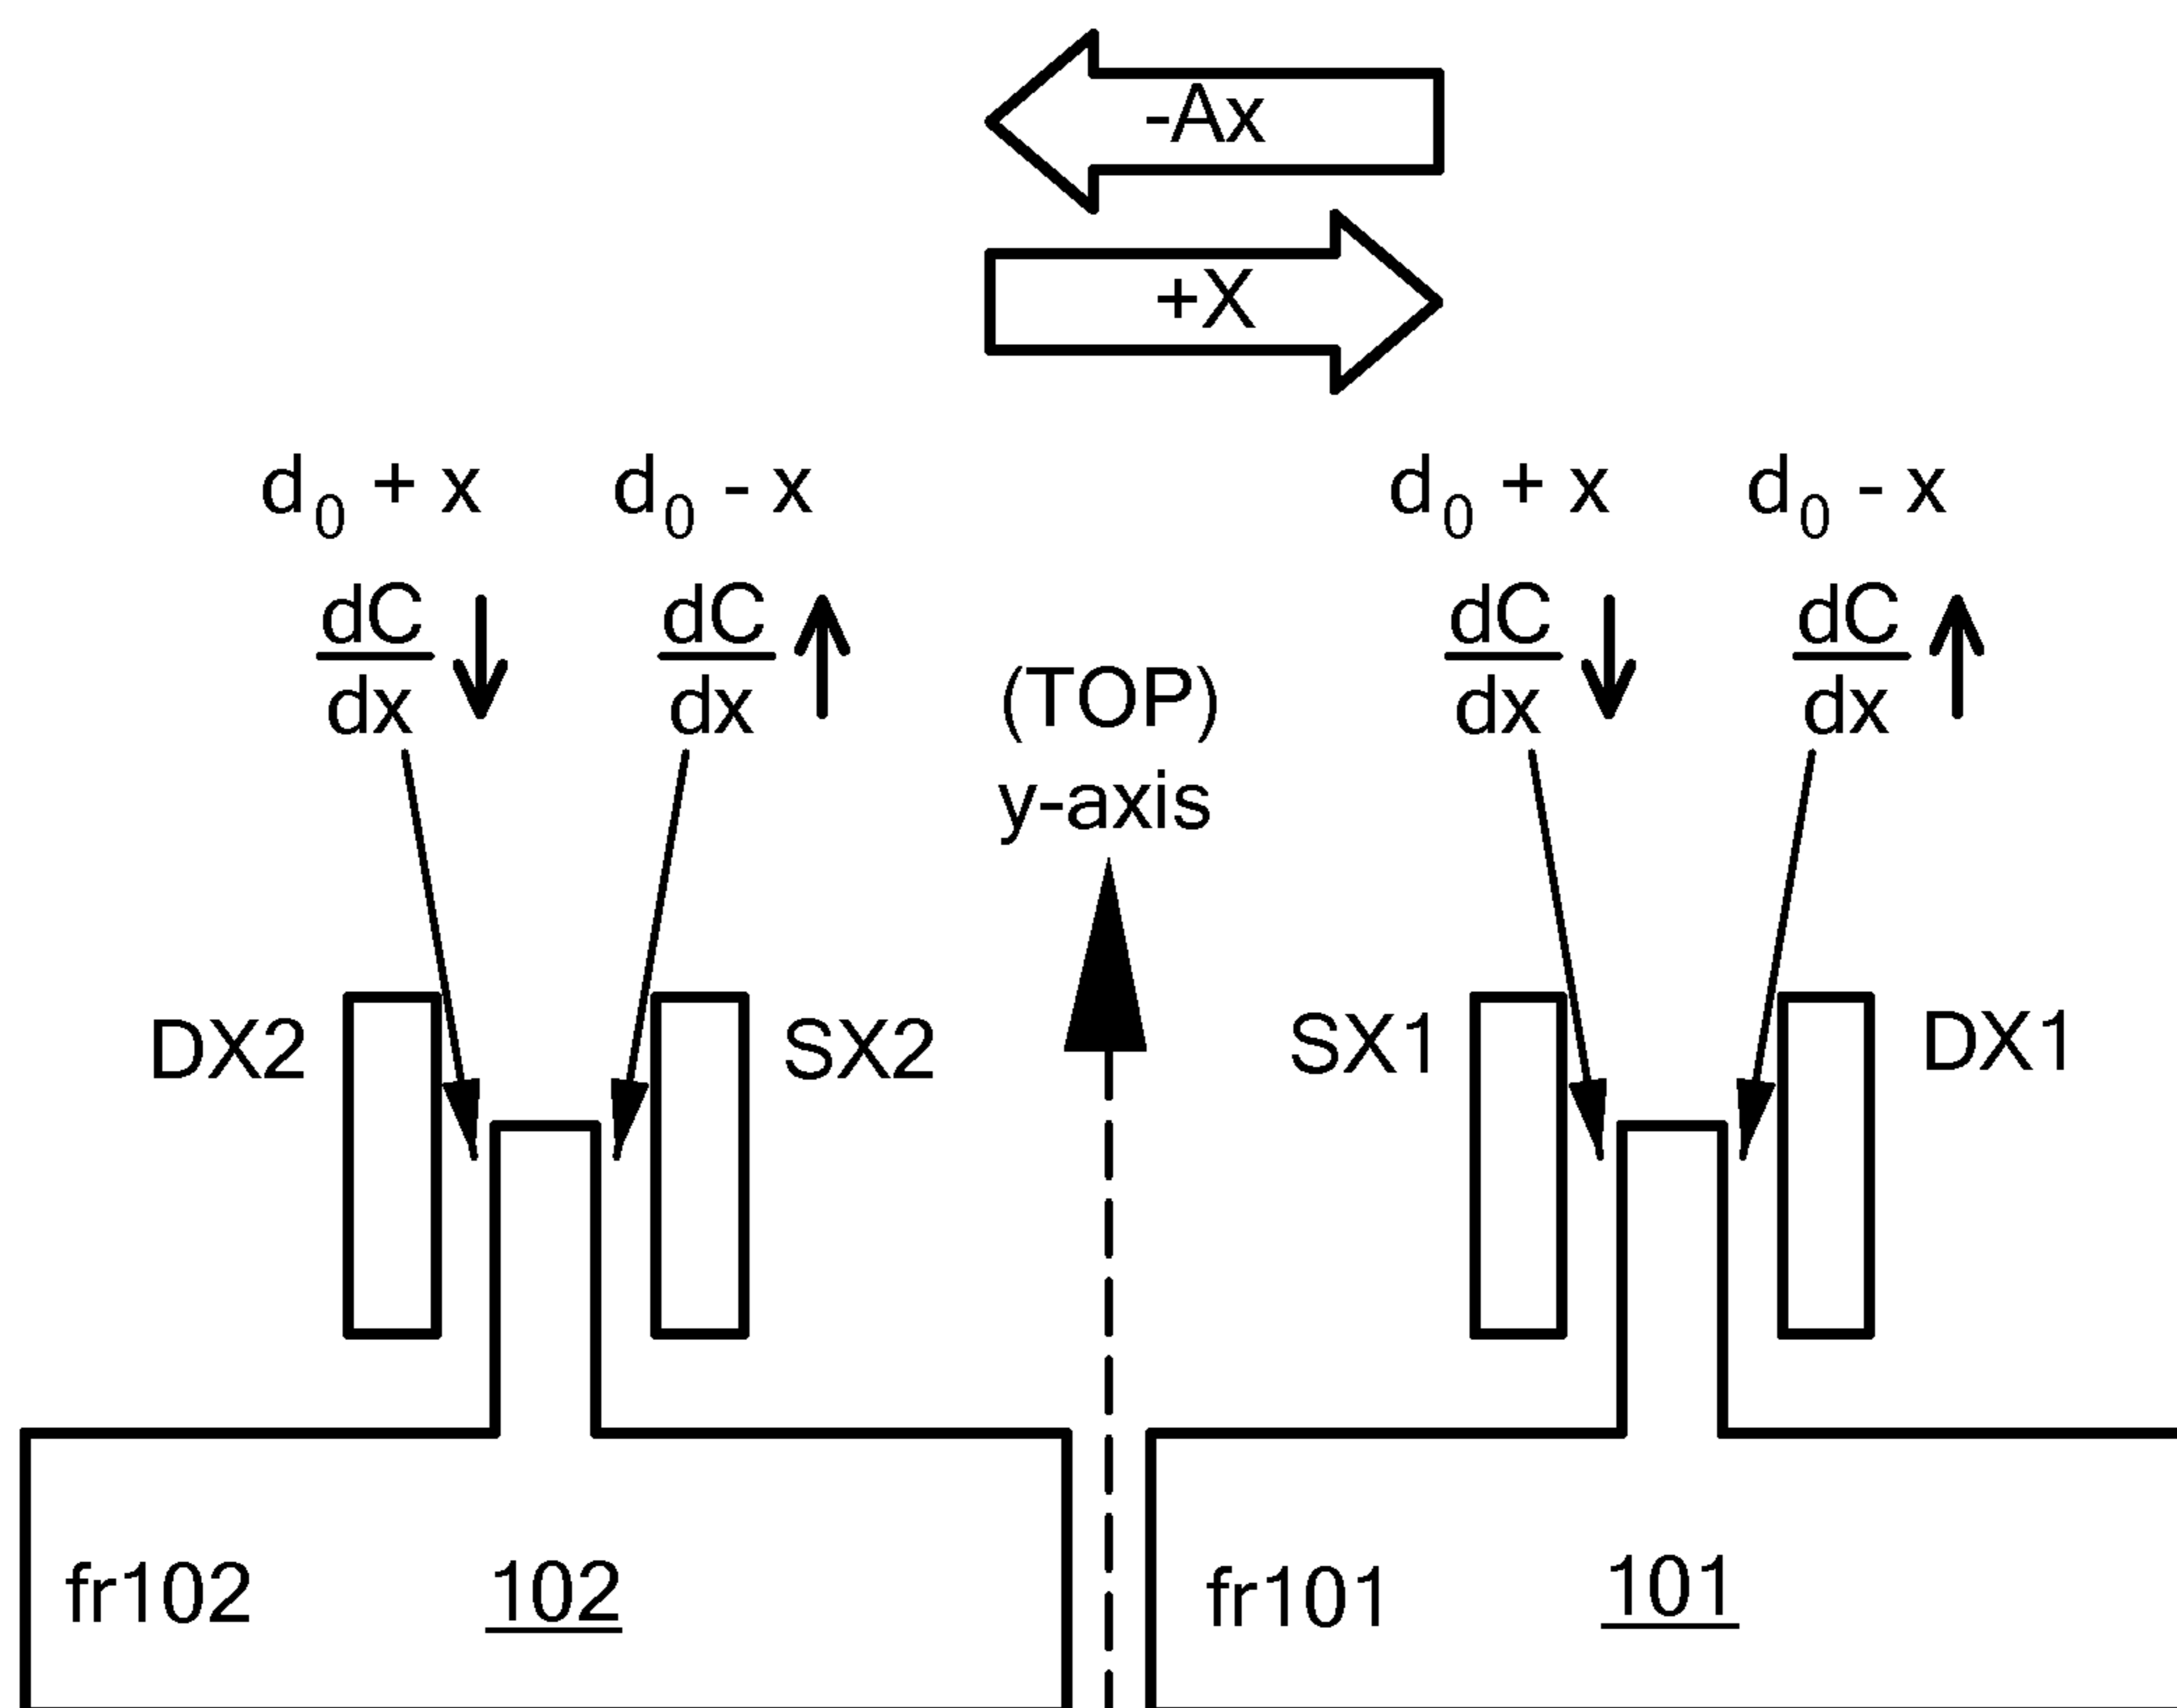 -Ax
+X
d0 + x d0 - x d0 + x d0 - x
dC dC dC dC
dx dx dx dx
(TOP)
y-axis
DX2 SX2 SX1 DX1
fr102 102 fr101 101